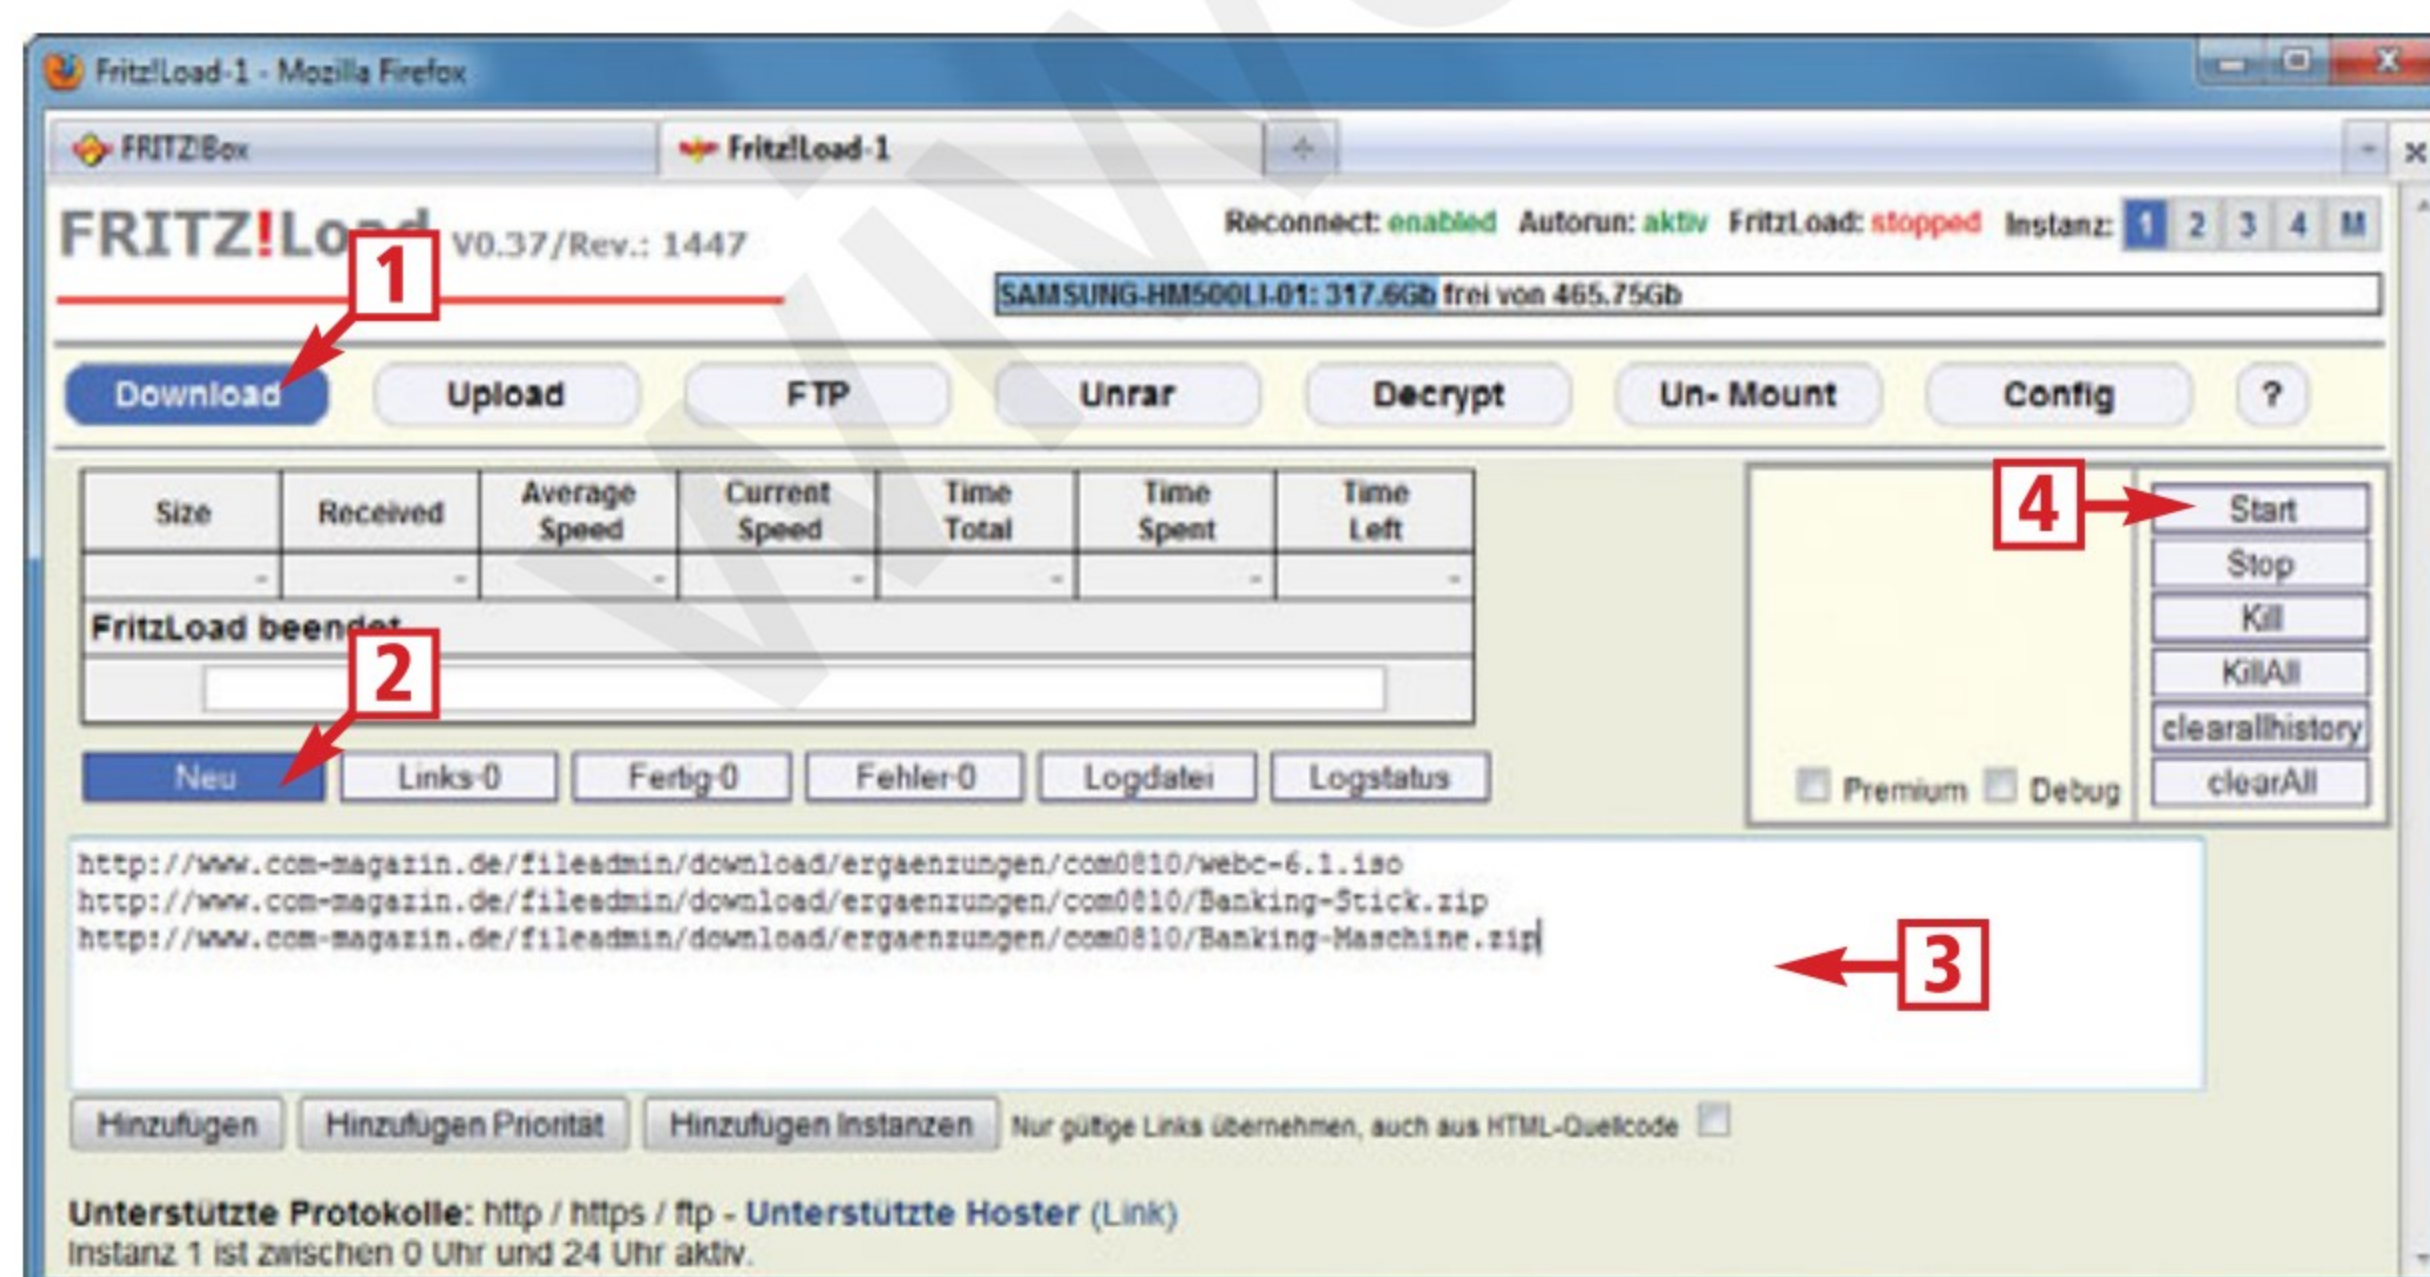 Fritz!Load-1 - Mozilla Firefox
FRITZ!Box
Fritz!Load-1
FRITZ!Load V0.37/Rev.: 1447
Reconnect: enabled Autorun: aktiv FritzLoad: stopped Instanz: 1 2 3 4 M
1
SAMSUNG-HM500LI-01: 317.6Gb frei von 465.75Gb
Download Upload FTP Unrar Decrypt Un- Mount Config ?
Size Received Average Speed Current Speed Time Total Time Spent Time Left
- - - - - - -
FritzLoad beendet
2
4
Start
Stop
Kill
KillAll
clearallhistory
clearAll
Premium Debug
Neu Links-0 Fertig-0 Fehler-0 Logdatei Logstatus
http://www.com-magazin.de/fileadmin/download/ergaenzungen/com0810/webc-6.1.iso
http://www.com-magazin.de/fileadmin/download/ergaenzungen/com0810/Banking-Stick.zip
http://www.com-magazin.de/fileadmin/download/ergaenzungen/com0810/Banking-Maschine.zip
3
Hinzufügen Hinzufügen Priorität Hinzufügen Instanzen Nur gültige Links übernehmen, auch aus HTML-Quellcode
Unterstützte Protokolle: http / https / ftp - Unterstützte Hoster (Link)
Instanz 1 ist zwischen 0 Uhr und 24 Uhr aktiv.